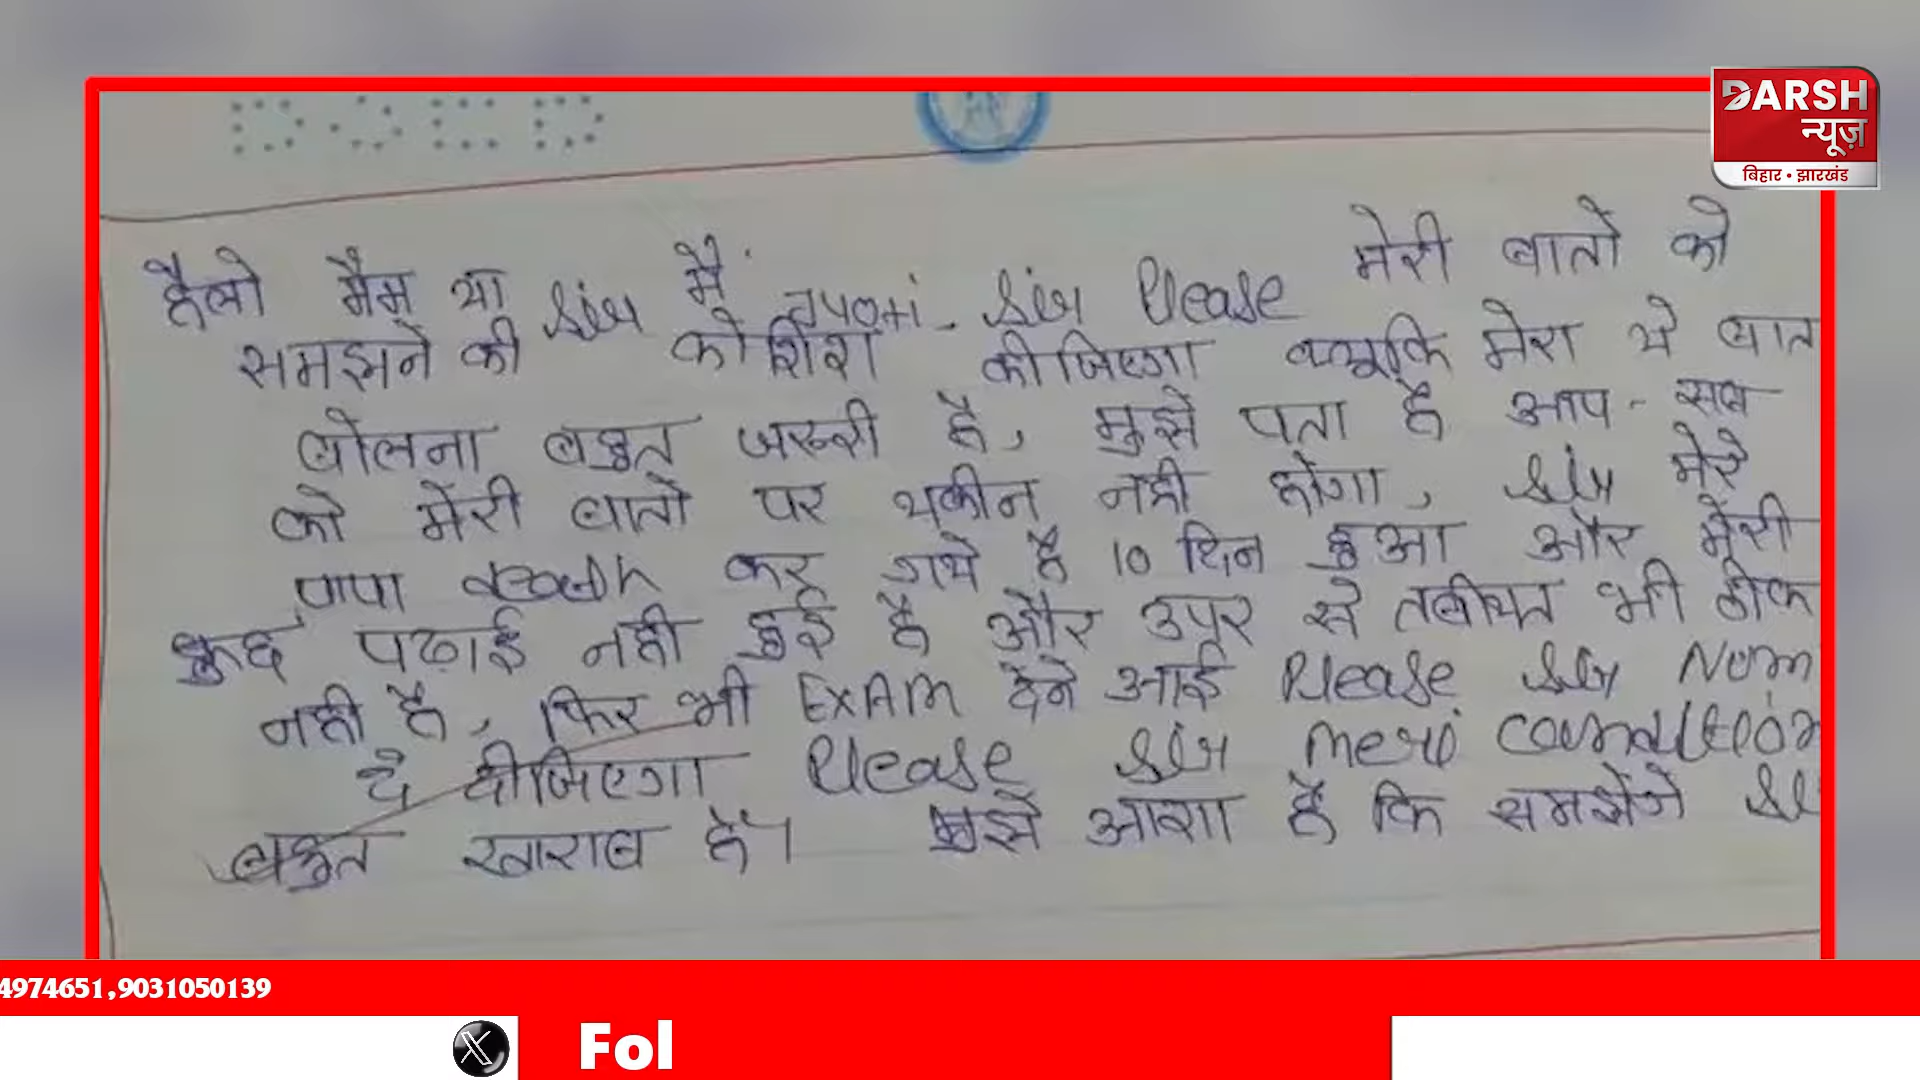 BSEB
DARSH
न्यूज़
बिहार • झारखंड
हैलो मैम या Sir मैं Jyoti. Sir Please मेरी बातों को
समझने की कोशिश कीजिएगा क्यूकि मेरा ये बात
बोलना बहुत जरूरी है, मुझे पता है आप - सब
को मेरी बातों पर यकीन नहीं होगा, Sir मेरे
पापा death कर गये है 10 दिन हुआ और मेरी
कुछ पढ़ाई नही हुई है और उपर से तबीयत भी ठीक
नही है, फिर भी EXAM देने आई Please Sir Num
दे दीजिएगा Please Sir meri
बहुत खराब है। मुझे आशा है कि समझेंगे
4974651,9031050139
Fol